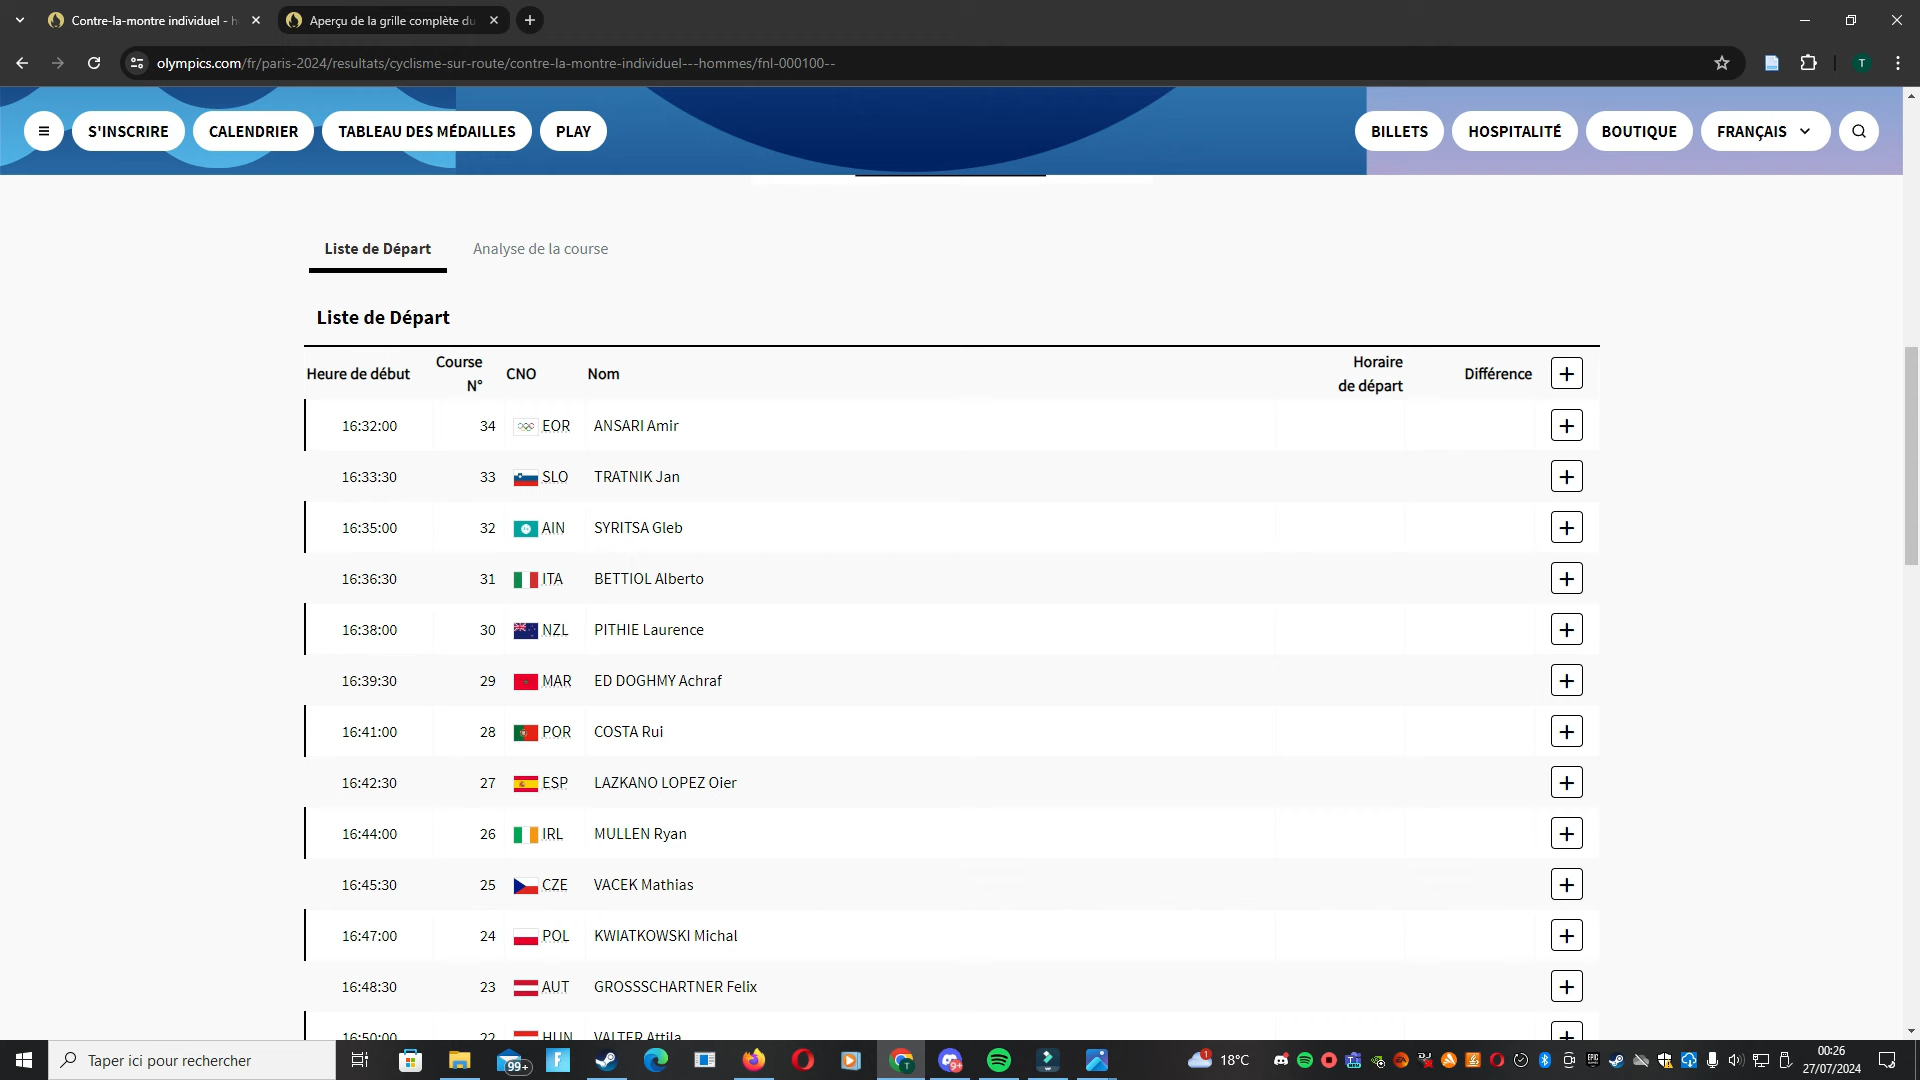 Contre-la-montre individuel - h
Aperçu de la grille complète du
olympics.com/fr/paris-2024/resultats/cyclisme-sur-route/contre-la-montre-individuel---hommes/fnl-000100--
T
S'INSCRIRE
CALENDRIER
TABLEAU DES MÉDAILLES
PLAY
BILLETS
HOSPITALITÉ
BOUTIQUE
FRANÇAIS
Liste de Départ
Analyse de la course
Liste de Départ
Heure de début Course N° CNO Nom Horaire de départ Différence
16:32:00 34 EOR ANSARI Amir
16:33:30 33 SLO TRATNIK Jan
16:35:00 32 AIN SYRITSA Gleb
16:36:30 31 ITA BETTIOL Alberto
16:38:00 30 NZL PITHIE Laurence
16:39:30 29 MAR ED DOGHMY Achraf
16:41:00 28 POR COSTA Rui
16:42:30 27 ESP LAZKANO LOPEZ Oier
16:44:00 26 IRL MULLEN Ryan
16:45:30 25 CZE VACEK Mathias
16:47:00 24 POL KWIATKOWSKI Michal
16:48:30 23 AUT GROSSSCHARTNER Felix
16:50:00 22 HUN VALTER Attila
Taper ici pour rechercher
99+
18°C
00:26
27/07/2024